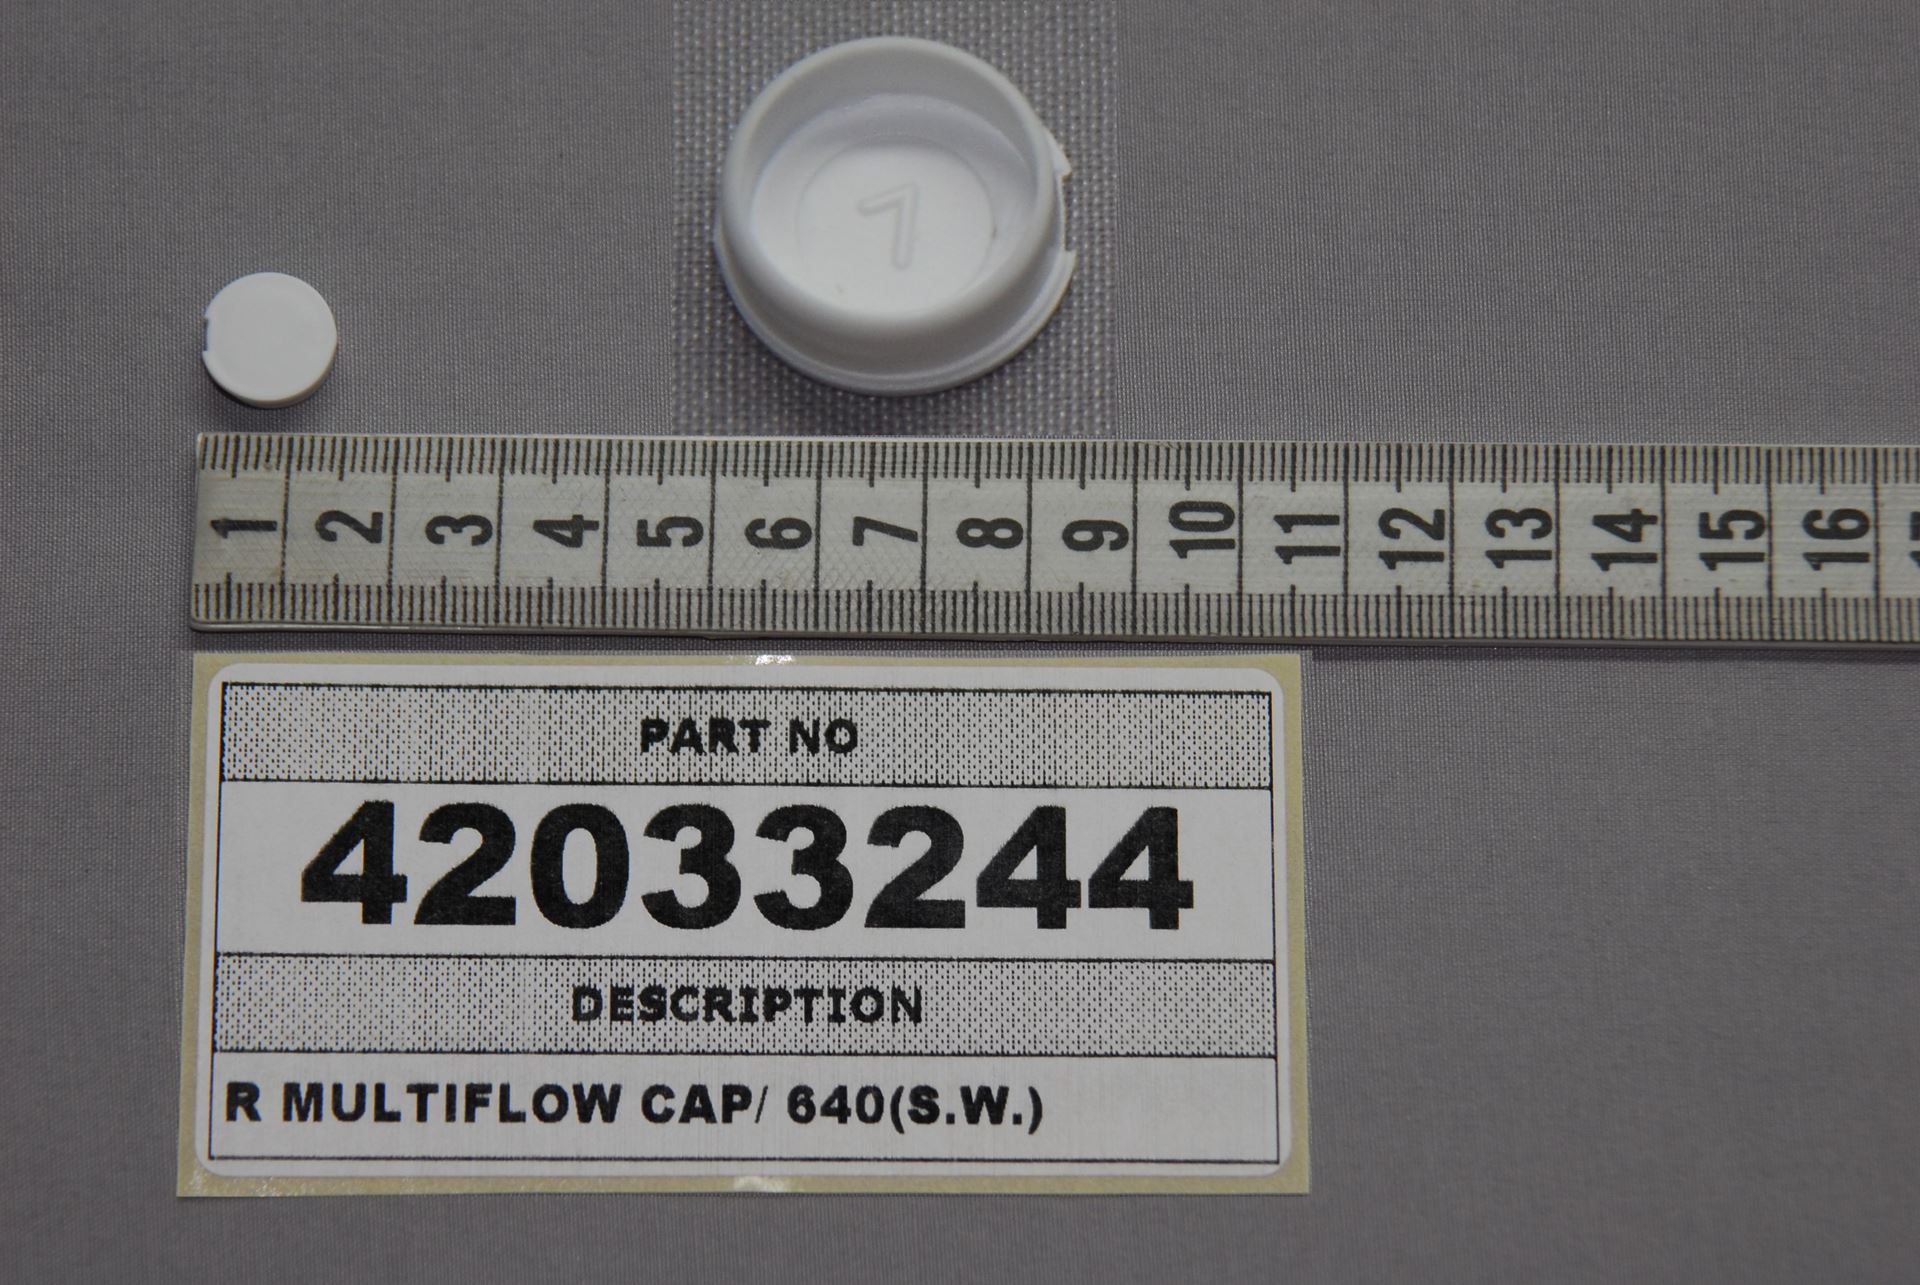 1
1 2 3 4 5 6 7 8 9 10 11 12 13 14 15 16
PART NO
42033244
DESCRIPTION
R MULTIFLOW CAP/ 640(S.W.)